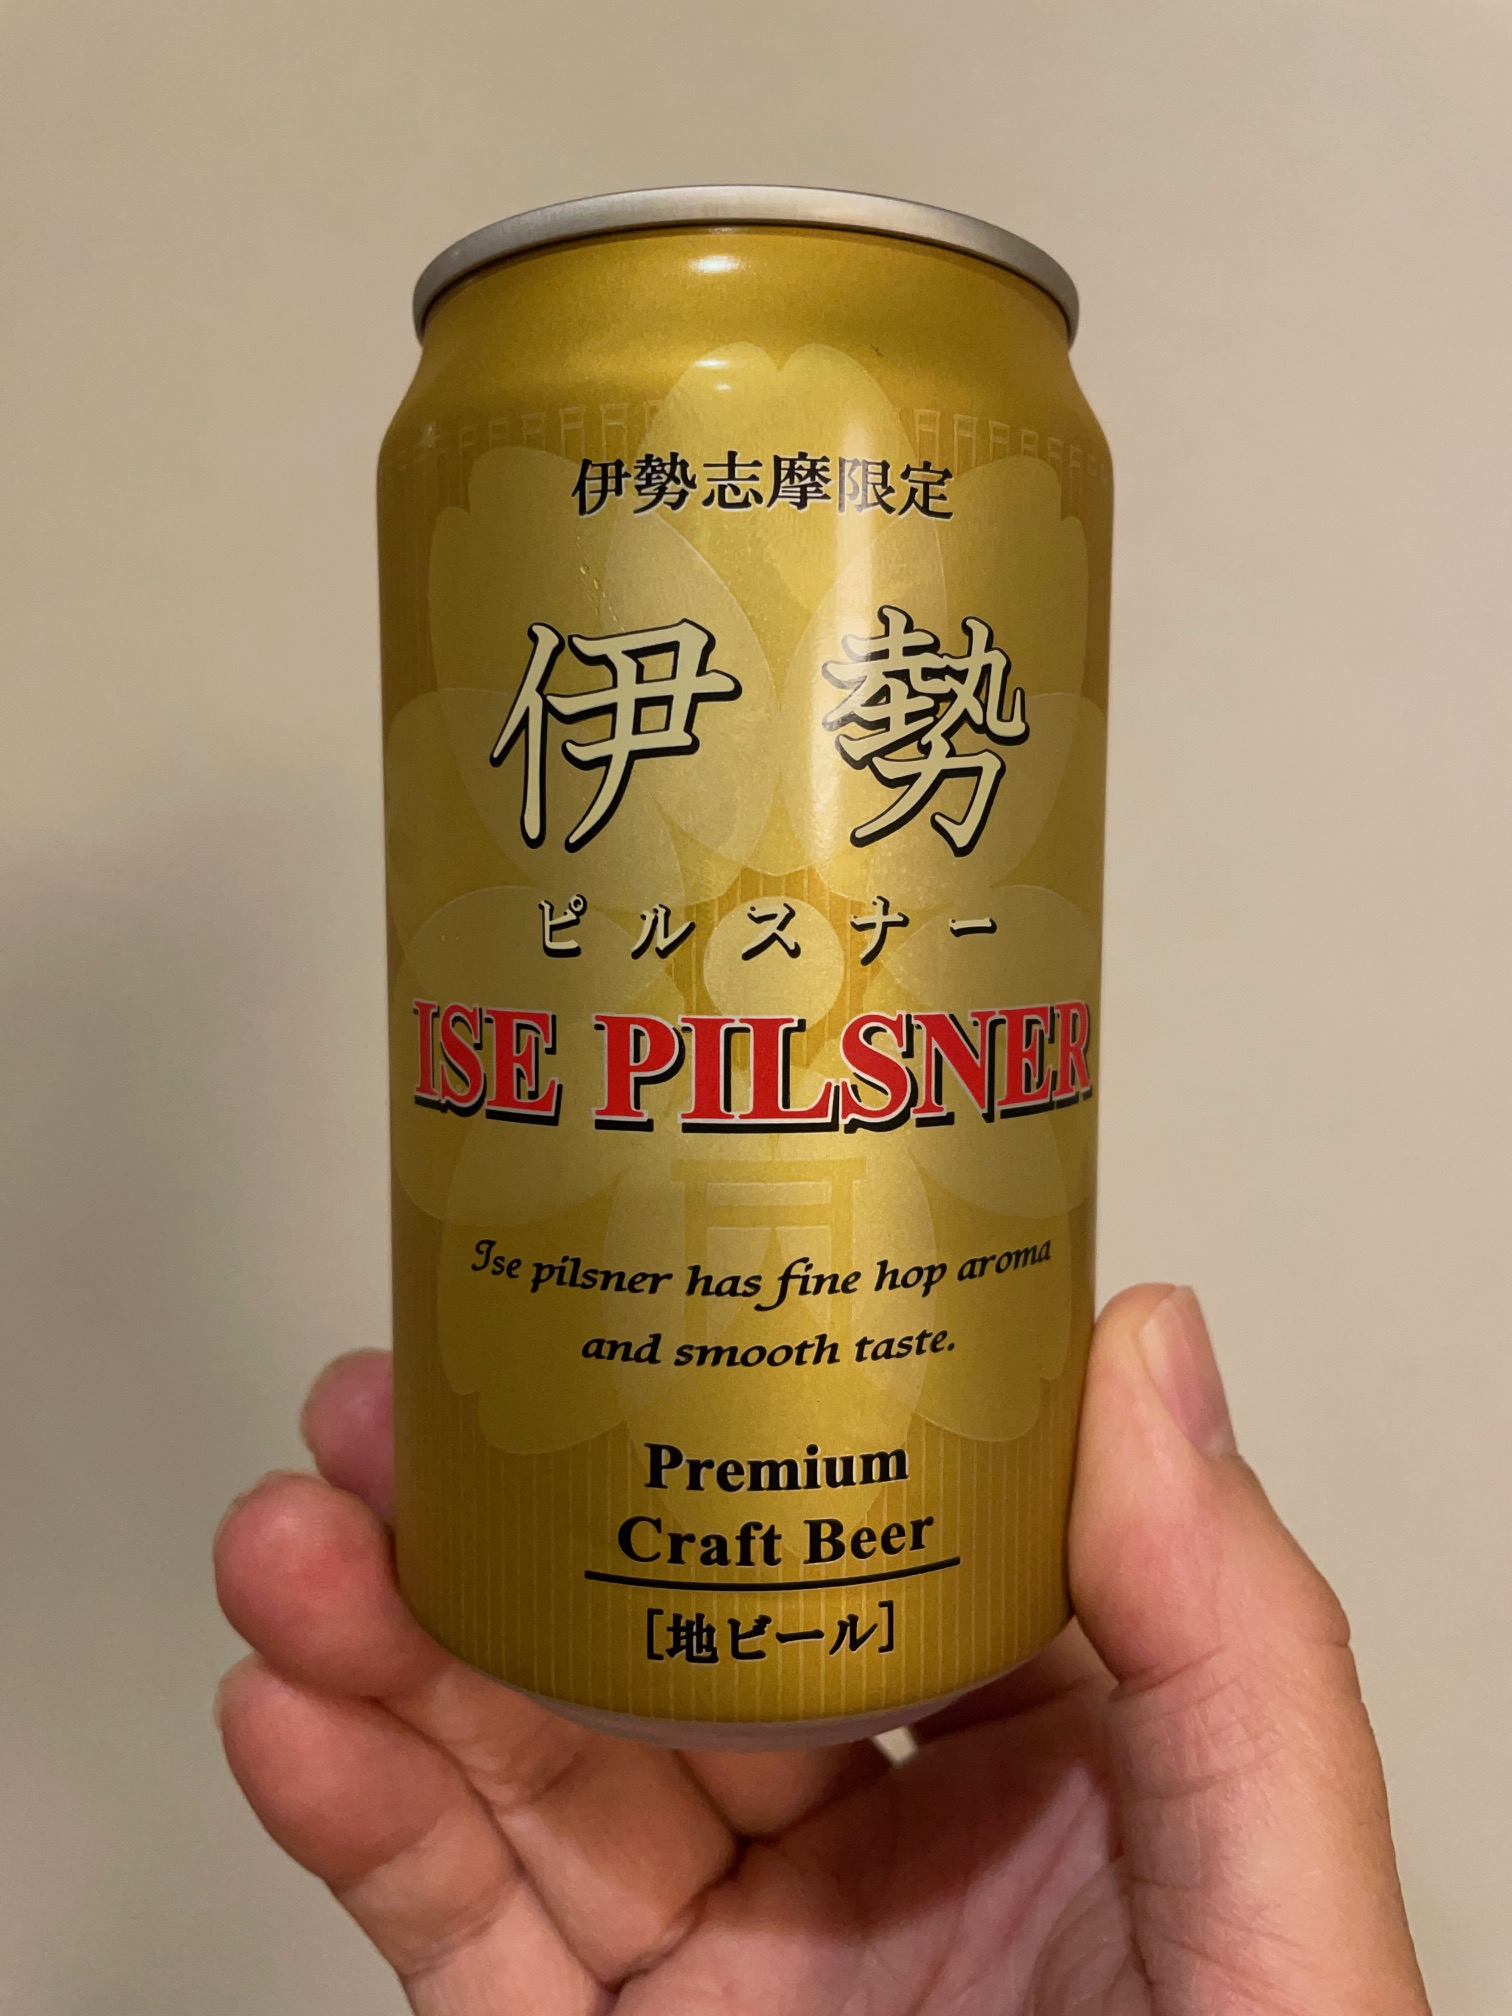 伊勢志摩限定
伊勢
ピルスナー
ISE PILSNER
Ise pilsner has fine hop aroma
and smooth taste.
Premium
Craft Beer
[地ビール]